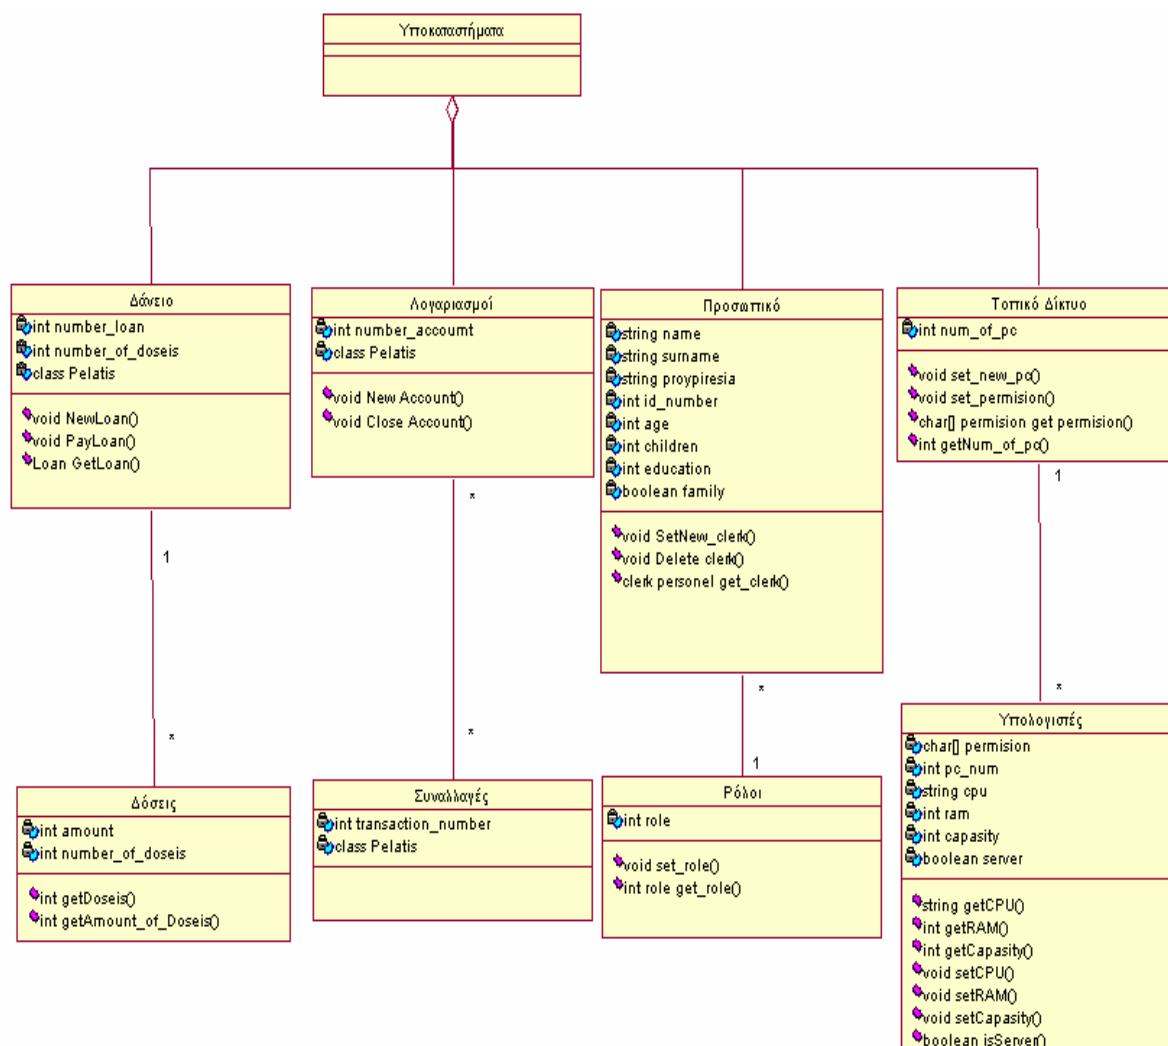 Υποκαταστήματα
Δάνειο
int number_loan
int number_of_doseis
class Pelatis
void NewLoan()
void PayLoan()
Loan GetLoan()
Λογαριασμοί
int number_accoumt
class Pelatis
void New Account()
void Close Account()
Προσωπικό
string name
string surname
string proypiresia
int id_number
int age
int children
int education
boolean family
void SetNew_clerk()
void Delete clerk()
clerk personel get_clerk()
Τοπικό Δίκτυο
int num_of_pc
void set_new_pc()
void set_permision()
char[] permision get permision()
int getNum_of_pc()
1
*
*
*
*
1
1
*
Δόσεις
int amount
int number_of_doseis
int getDoseis()
int getAmount_of_Doseis()
Συναλλαγές
int transaction_number
class Pelatis
Ρόλοι
int role
void set_role()
int role get_role()
Υπολογιστές
char[] permision
int pc_num
string cpu
int ram
int capasity
boolean server
string getCPU()
int getRAM()
int getCapasity()
void setCPU()
void setRAM()
void setCapasity()
boolean isServer()